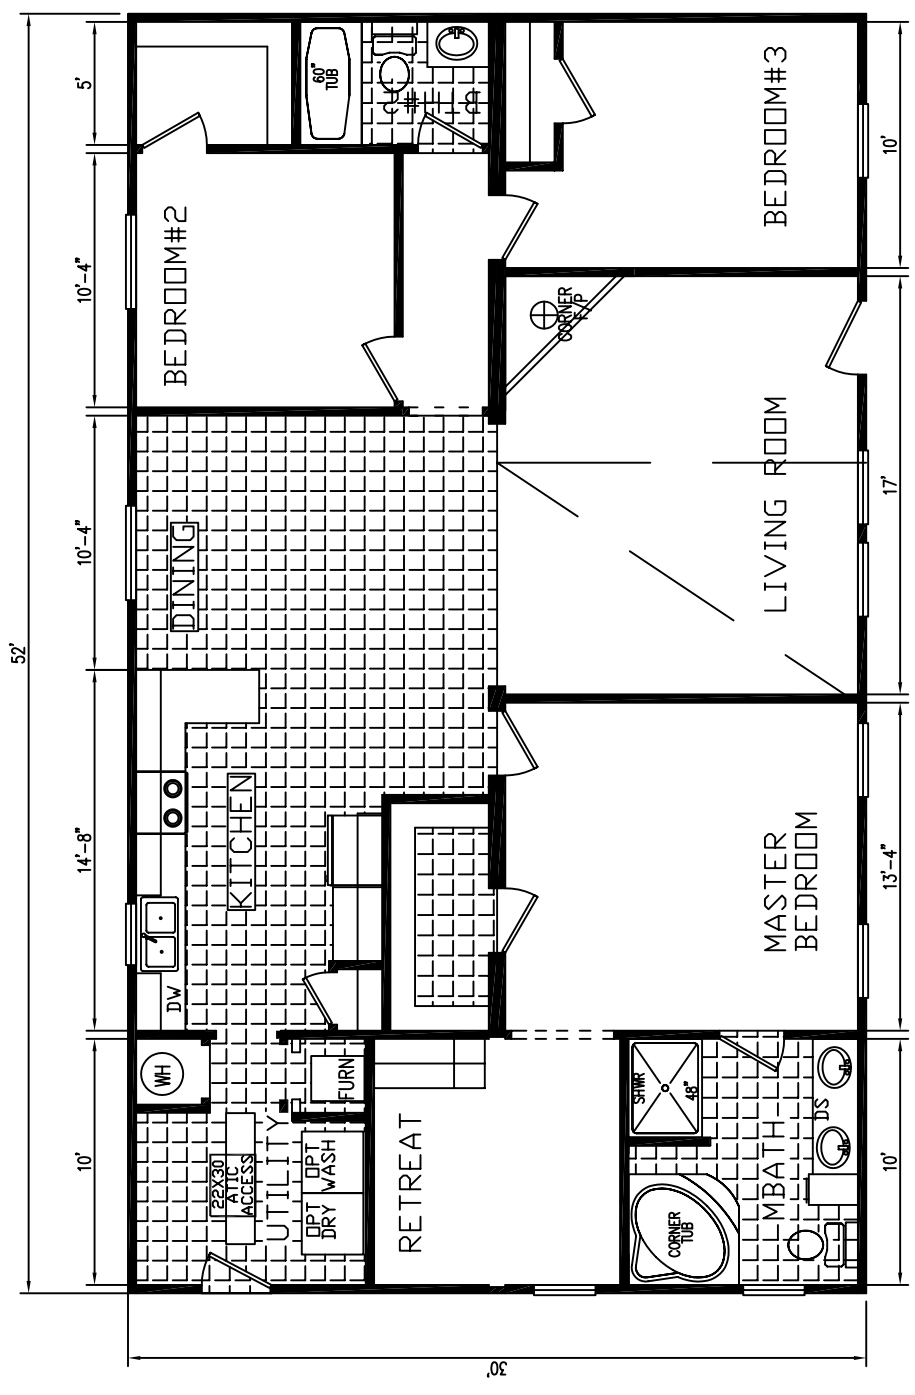 52'
14'-8"
10'-4"
10'-4"
5'
10'
UTILITY
22X30
ATIC
ACCESS
OPT
DRY
OPT
WASH
WH
FURN
DW
KITCHEN
DINING
BEDROOM#2
60"
TUB
BTH#2
RETREAT
CORNER
F/P
SHWR
48"
CORNER
TUB
MBATH
DS
MASTER
BEDROOM
LIVING ROOM
BEDROOM#3
10'
13'-4"
17'
10'
30'